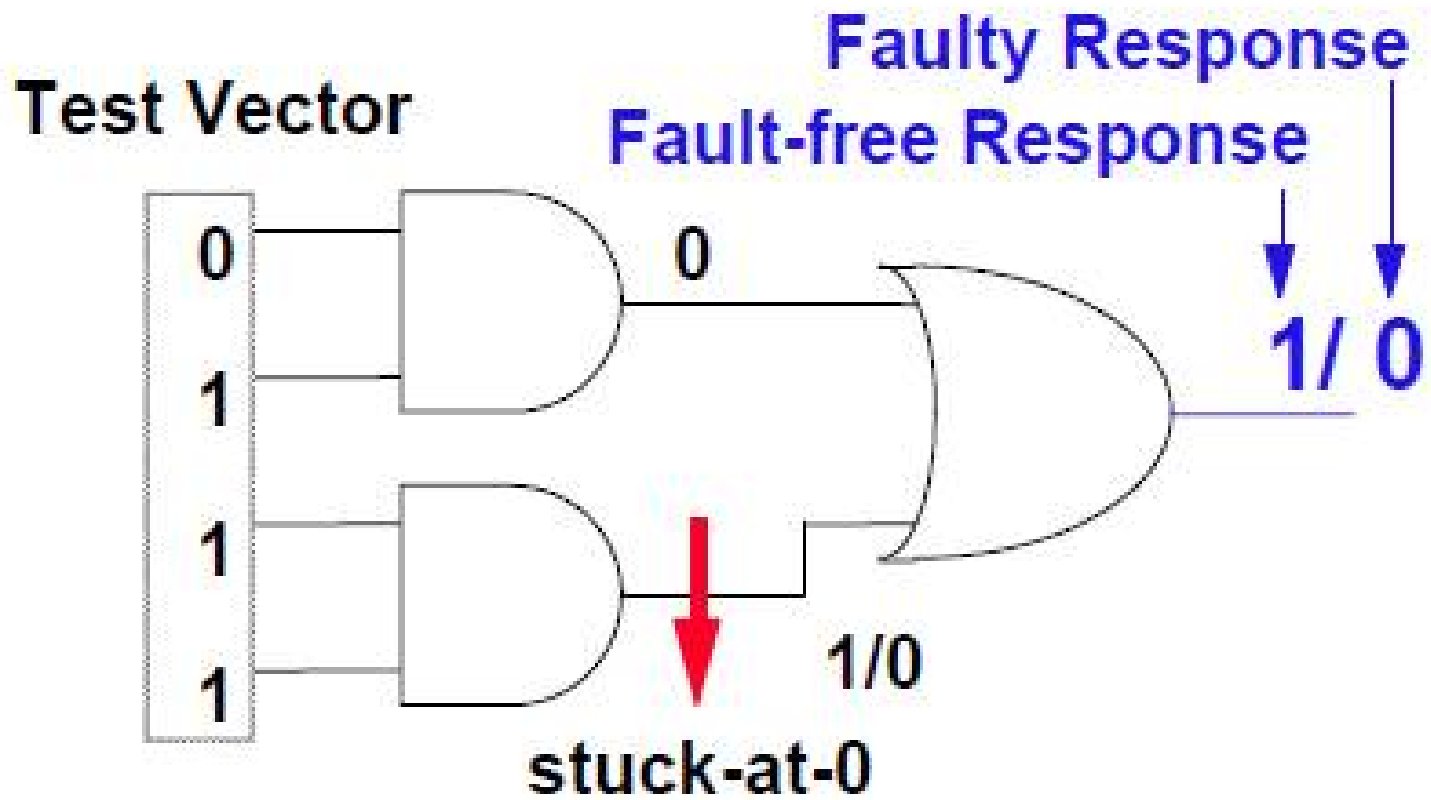 Faulty Response
Test Vector
Fault-free Response
0
0
1
1/ 0
1
1/0
1
stuck-at-0